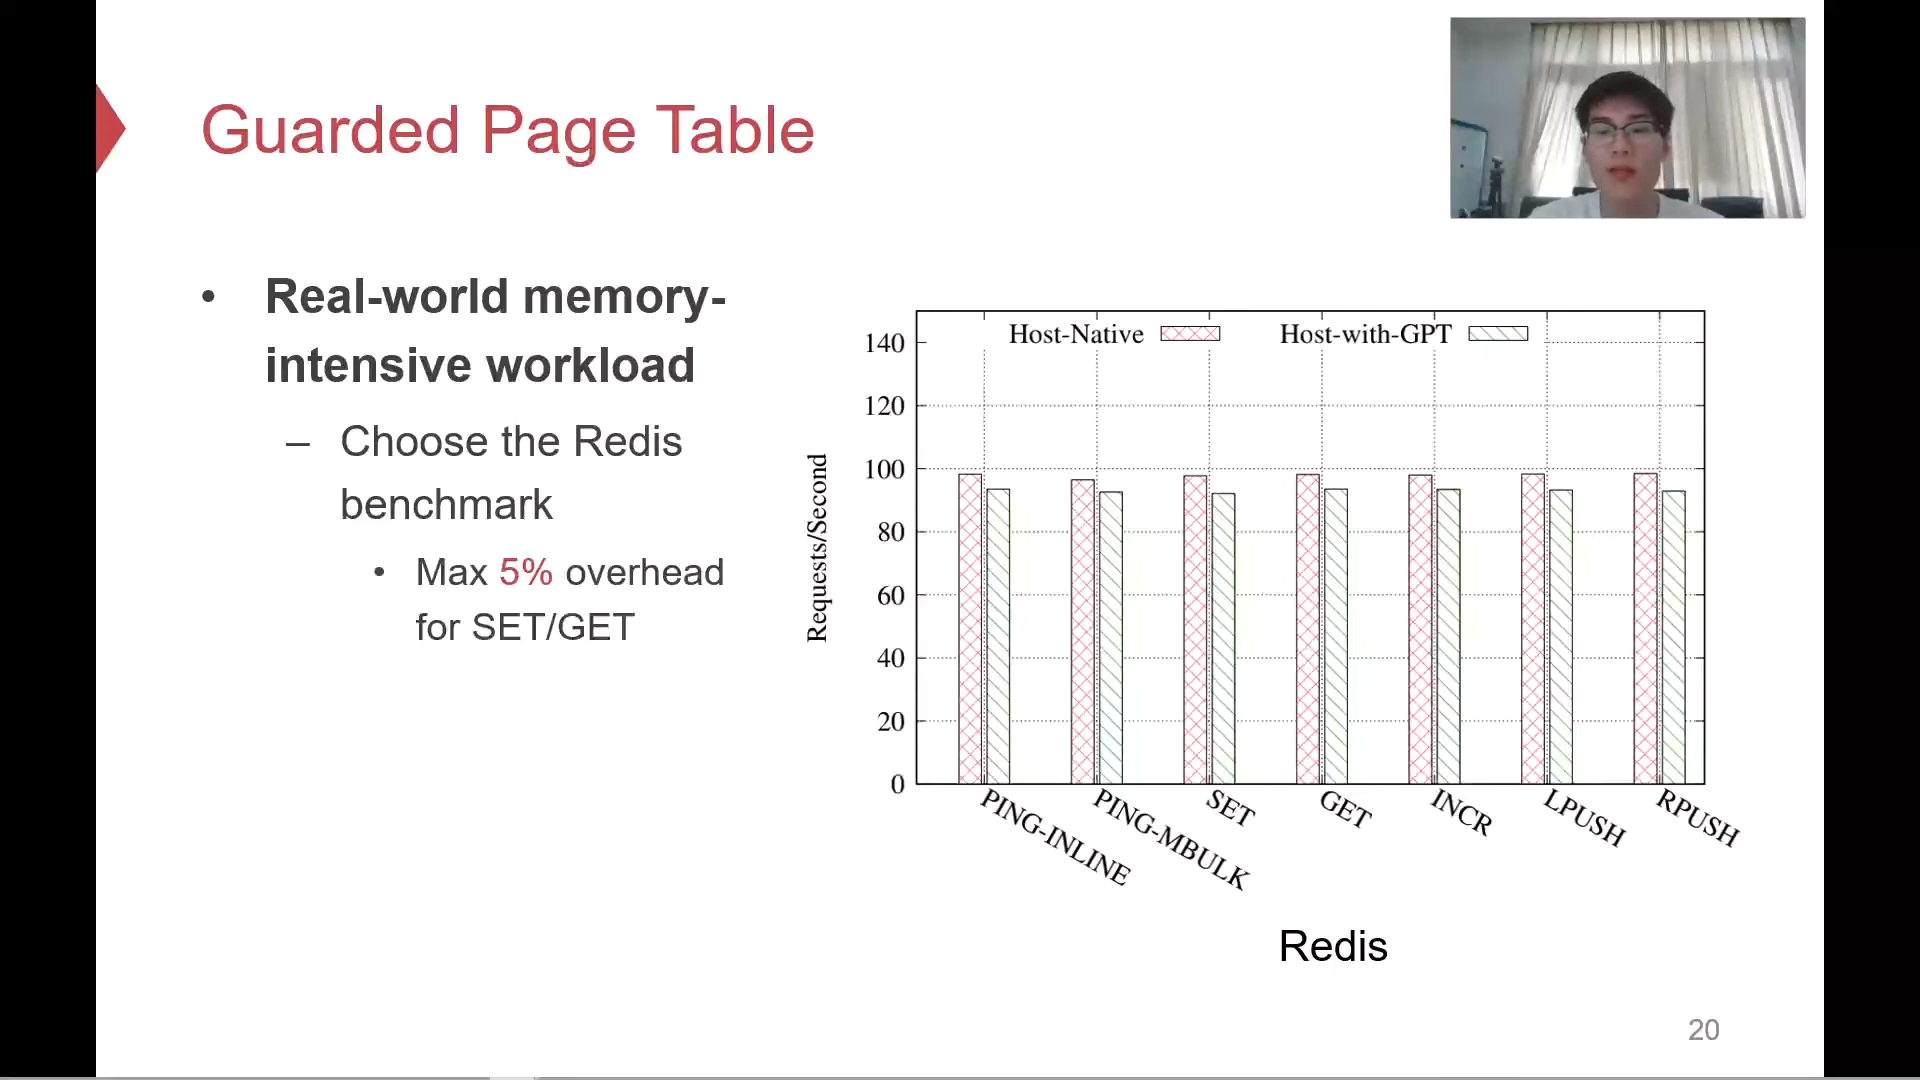 Guarded Page Table
• Real-world memory-
intensive workload
– Choose the Redis
benchmark
• Max 5% overhead
for SET/GET
Host-Native
Host-with-GPT
140
120
100
80
60
40
20
0
Requests/Second
PING-INLINE
PING-MBULK
SET
GET
INCR
LPUSH
RPUSH
Redis
20